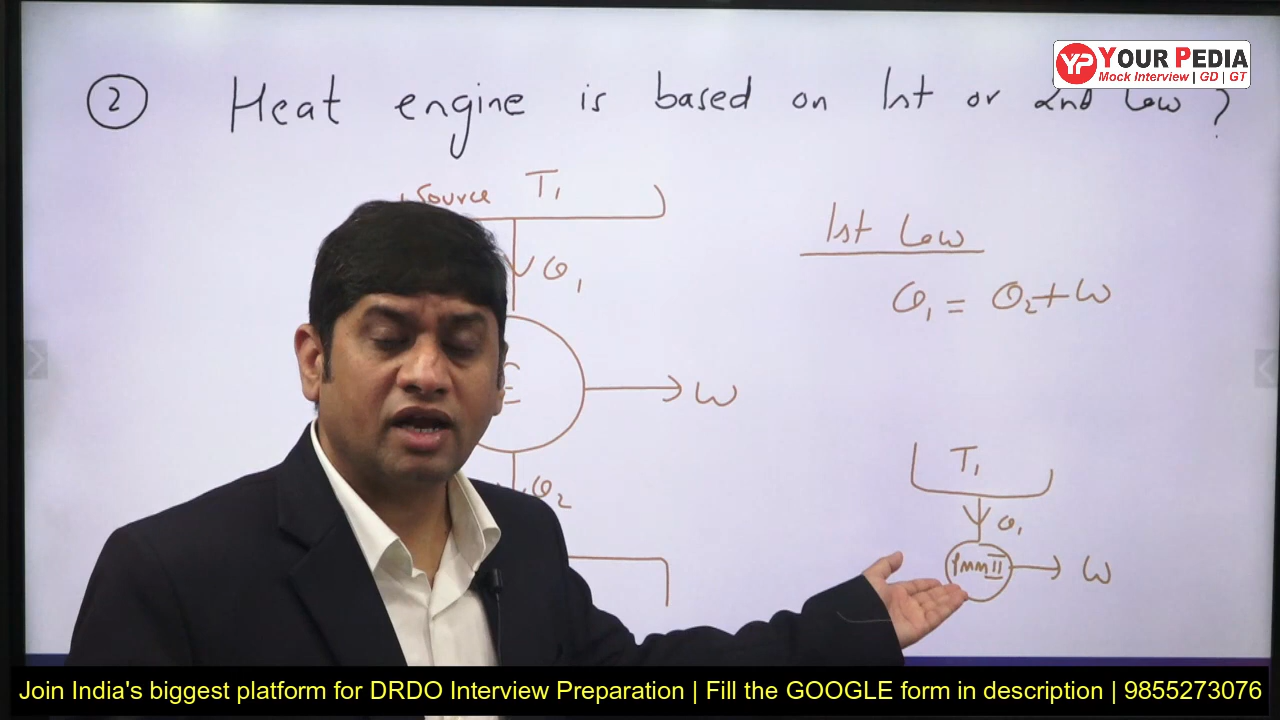 YP YOUR PEDIA
Mock Interview | GD | GT
② Heat engine is based on Ist or 2nd Law ?
Source T₁
Q₁
E
W
Q₂
Ist Law
Q₁ = Q₂+W
T₁
Q₁
PMM II
W
Join India's biggest platform for DRDO Interview Preparation | Fill the GOOGLE form in description | 9855273076